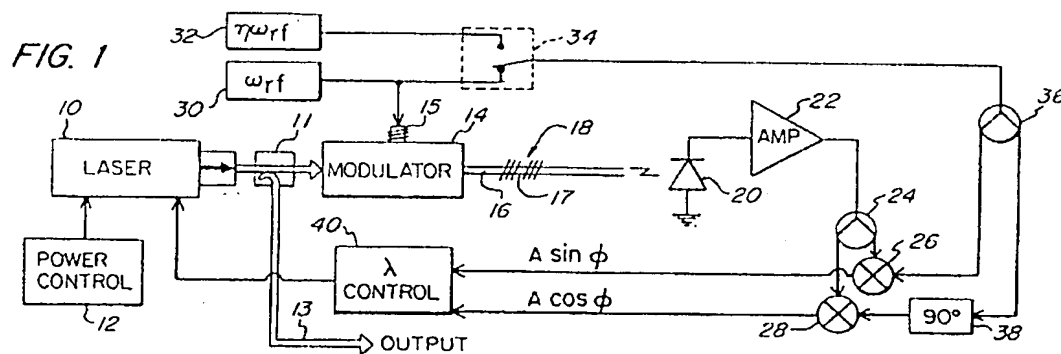 FIG. 1
32
ηωrf
34
30
ωrf
10
LASER
11
15
14
MODULATOR
18
16
17
22
AMP
20
24
36
26
A sin ϕ
40
λ
CONTROL
A cos ϕ
28
90°
38
POWER
CONTROL
12
13
OUTPUT